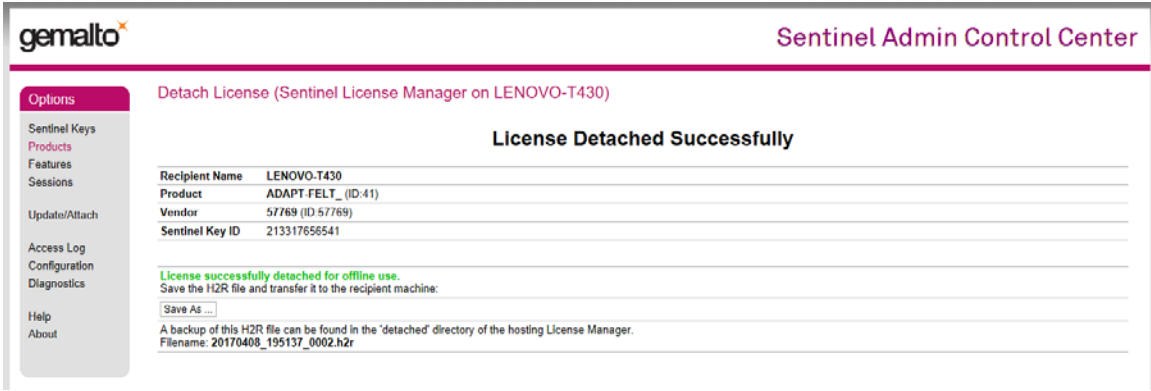 gemalto
Sentinel Admin Control Center
Options
Sentinel Keys
Products
Features
Sessions
Update/Attach
Access Log
Configuration
Diagnostics
Help
About
Detach License (Sentinel License Manager on LENOVO-T430)
License Detached Successfully
Recipient Name LENOVO-T430
Product ADAPT-FELT_ (ID:41)
Vendor 57769 (ID:57769)
Sentinel Key ID 213317656541
License successfully detached for offline use.
Save the H2R file and transfer it to the recipient machine:
Save As ...
A backup of this H2R file can be found in the 'detached' directory of the hosting License Manager.
Filename: 20170408_195137_0002.h2r